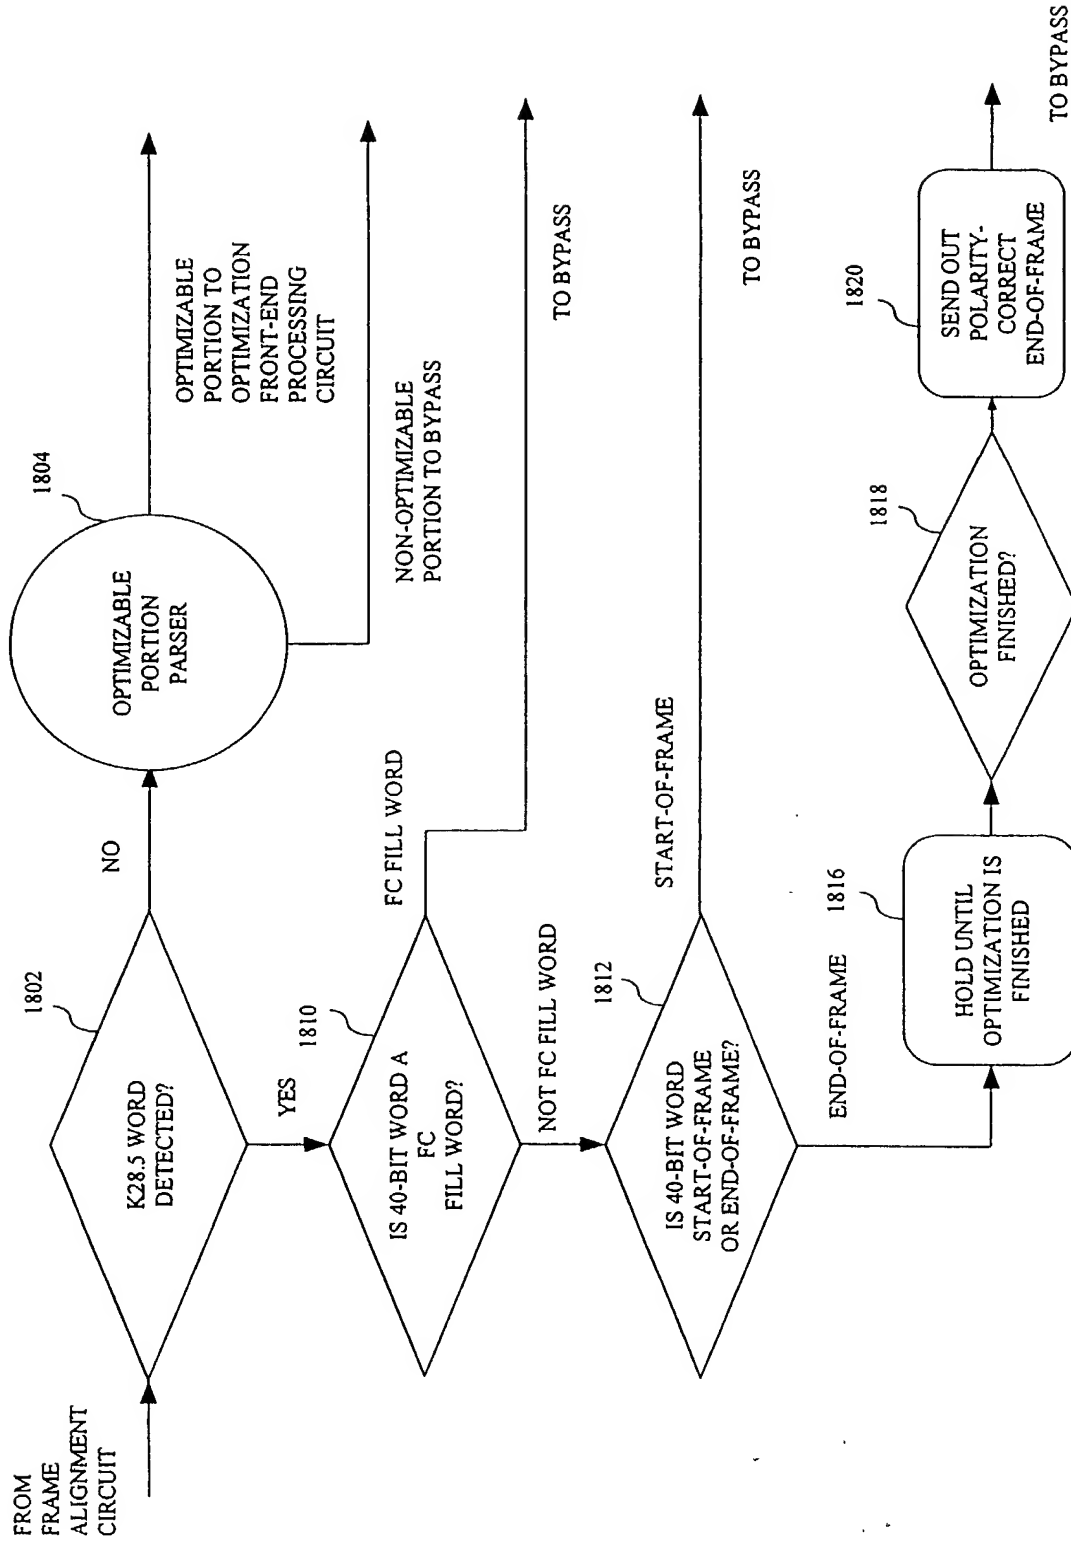 FROM
FRAME
ALIGNMENT
CIRCUIT
1802
K28.5 WORD
DETECTED?
NO
1804
OPTIMIZABLE
PORTION
PARSER
OPTIMIZABLE
PORTION TO
OPTIMIZATION
FRONT-END
PROCESSING
CIRCUIT
NON-OPTIMIZABLE
PORTION TO BYPASS
YES
1810
IS 40-BIT WORD A
FC
FILL WORD?
FC FILL WORD
TO BYPASS
NOT FC FILL WORD
1812
IS 40-BIT WORD
START-OF-FRAME
OR END-OF-FRAME?
START-OF-FRAME
TO BYPASS
END-OF-FRAME
1816
HOLD UNTIL
OPTIMIZATION IS
FINISHED
1818
OPTIMIZATION
FINISHED?
1820
SEND OUT
POLARITY-
CORRECT
END-OF-FRAME
TO BYPASS